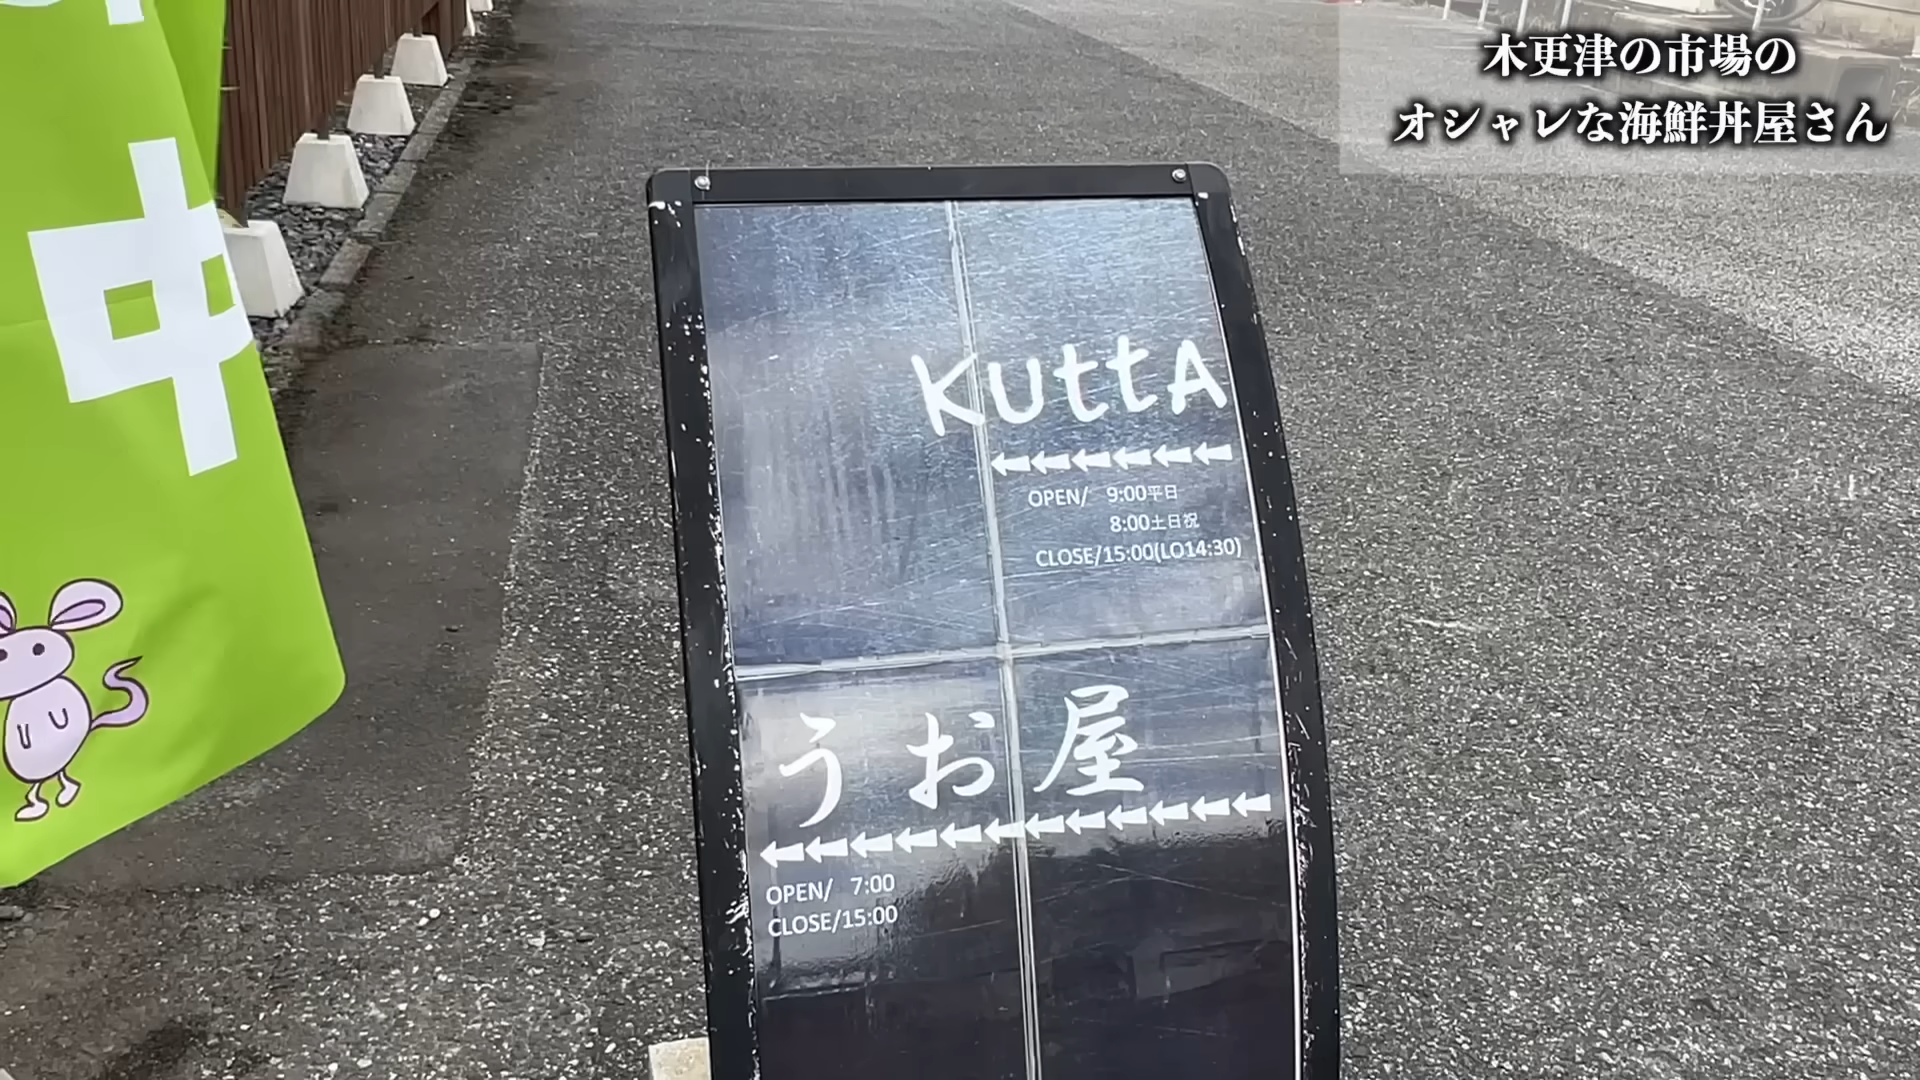 木更津の市場の
オシャレな海鮮丼屋さん
中
KUttA
OPEN/ 9:00平日
8:00土日祝
CLOSE/15:00(LO14:30)
うお屋
OPEN/ 7:00
CLOSE/15:00